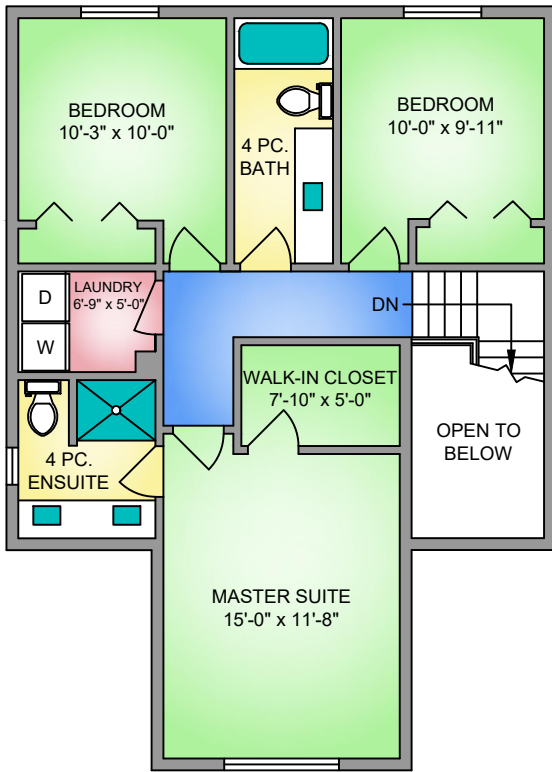 BEDROOM
10'-3" x 10'-0"
4 PC.
BATH
BEDROOM
10'-0" x 9'-11"
D
W
LAUNDRY
6'-9" x 5'-0"
DN
WALK-IN CLOSET
7'-10" x 5'-0"
OPEN TO
BELOW
4 PC.
ENSUITE
MASTER SUITE
15'-0" x 11'-8"